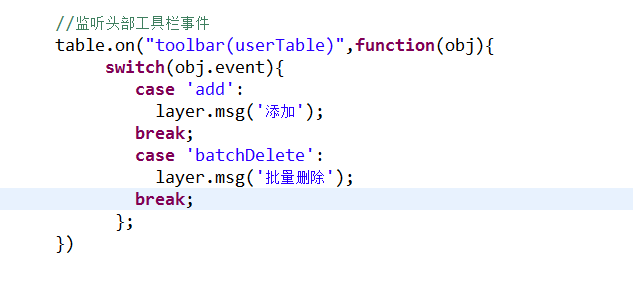 //监听头部工具栏事件
table.on("toolbar(userTable)",function(obj){
switch(obj.event){
case 'add':
layer.msg('添加');
break;
case 'batchDelete':
layer.msg('批量删除');
break;
};
})